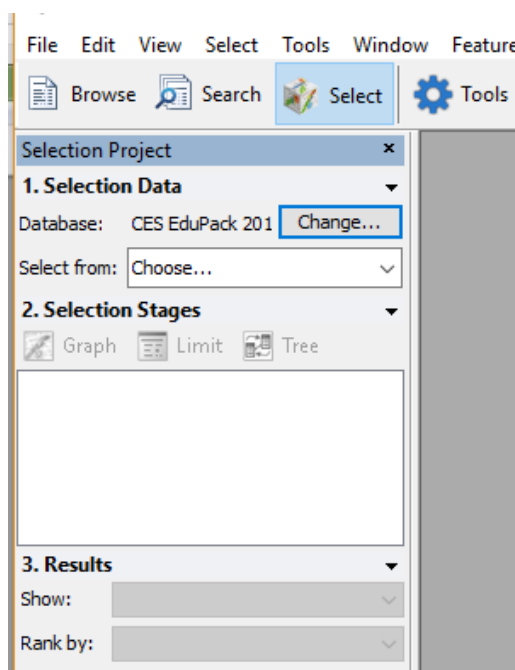 File Edit View Select Tools Window Feature
Browse Search Select Tools
Selection Project ×
1. Selection Data
Database: CES EduPack 201 Change...
Select from: Choose...
2. Selection Stages
Graph Limit Tree
3. Results
Show:
Rank by: